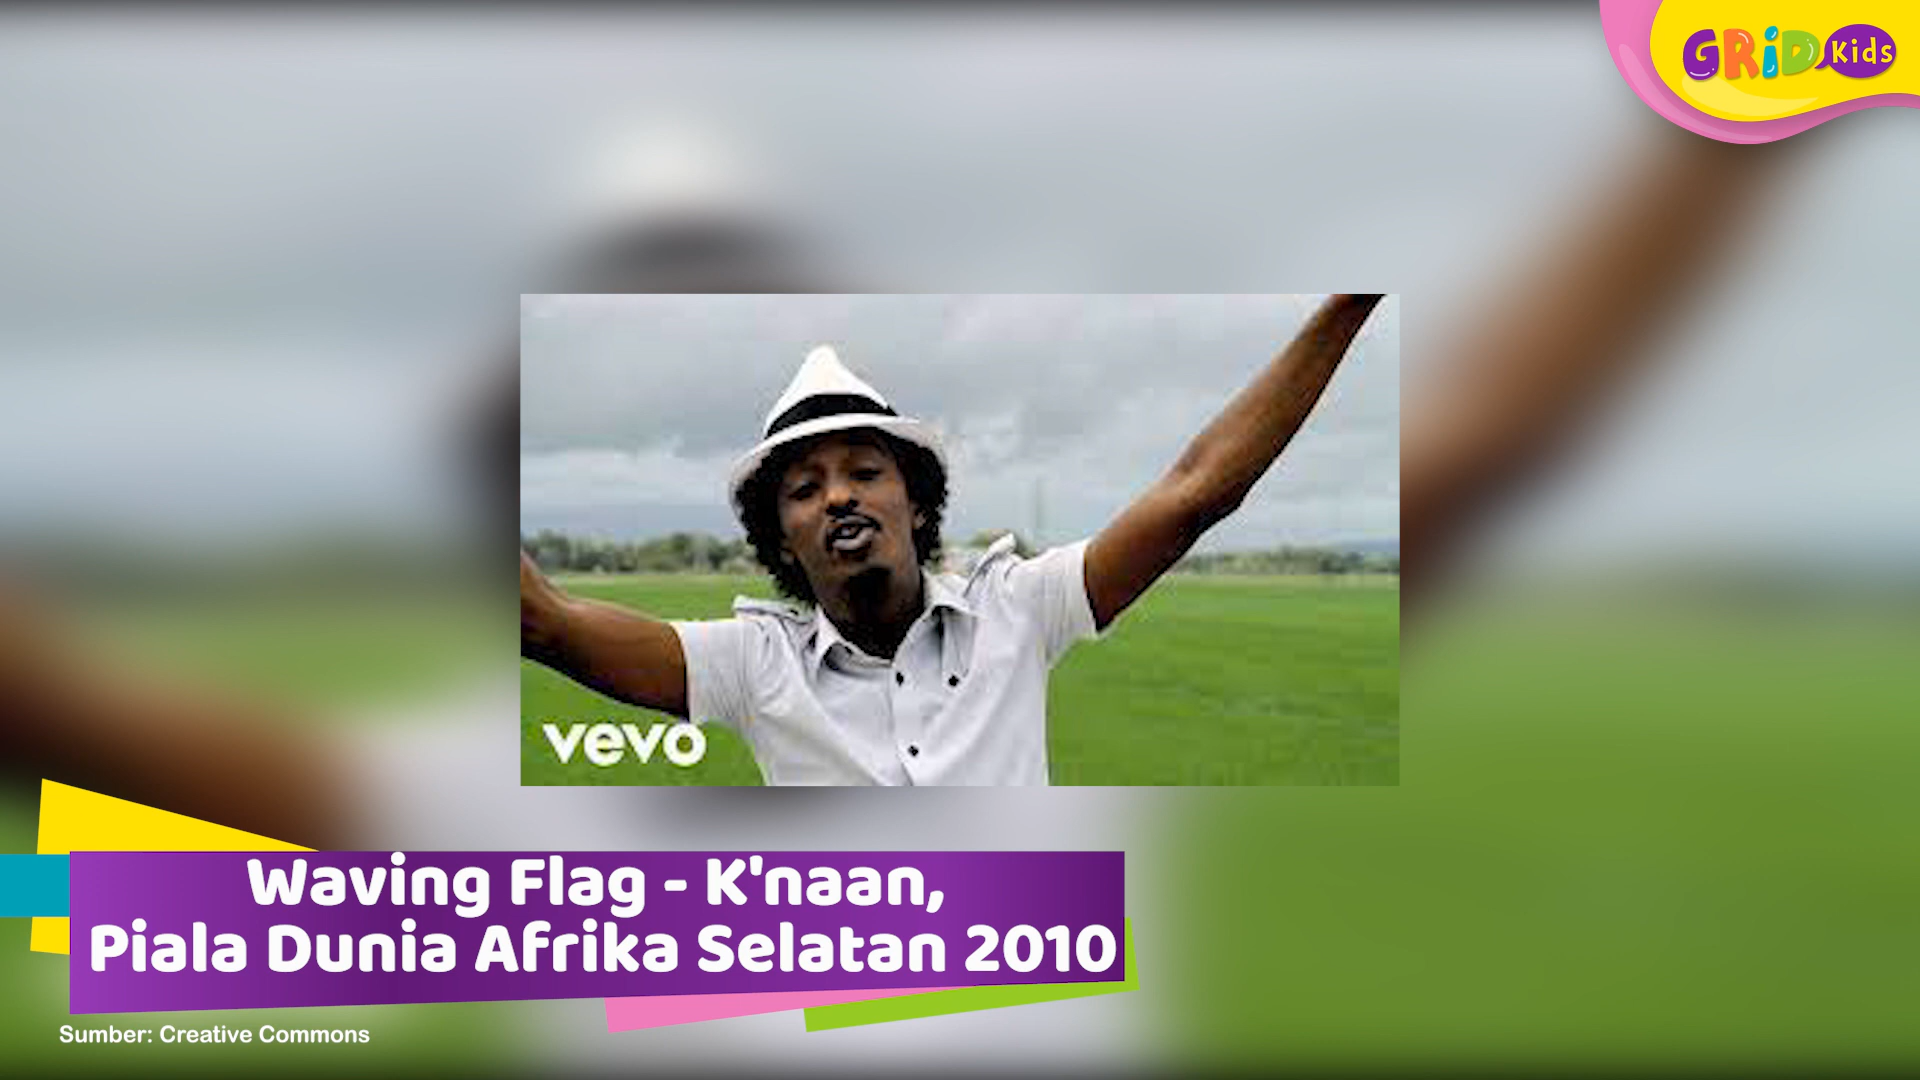 GRiD Kids
vevo
Waving Flag - K'naan,
Piala Dunia Afrika Selatan 2010
Sumber: Creative Commons